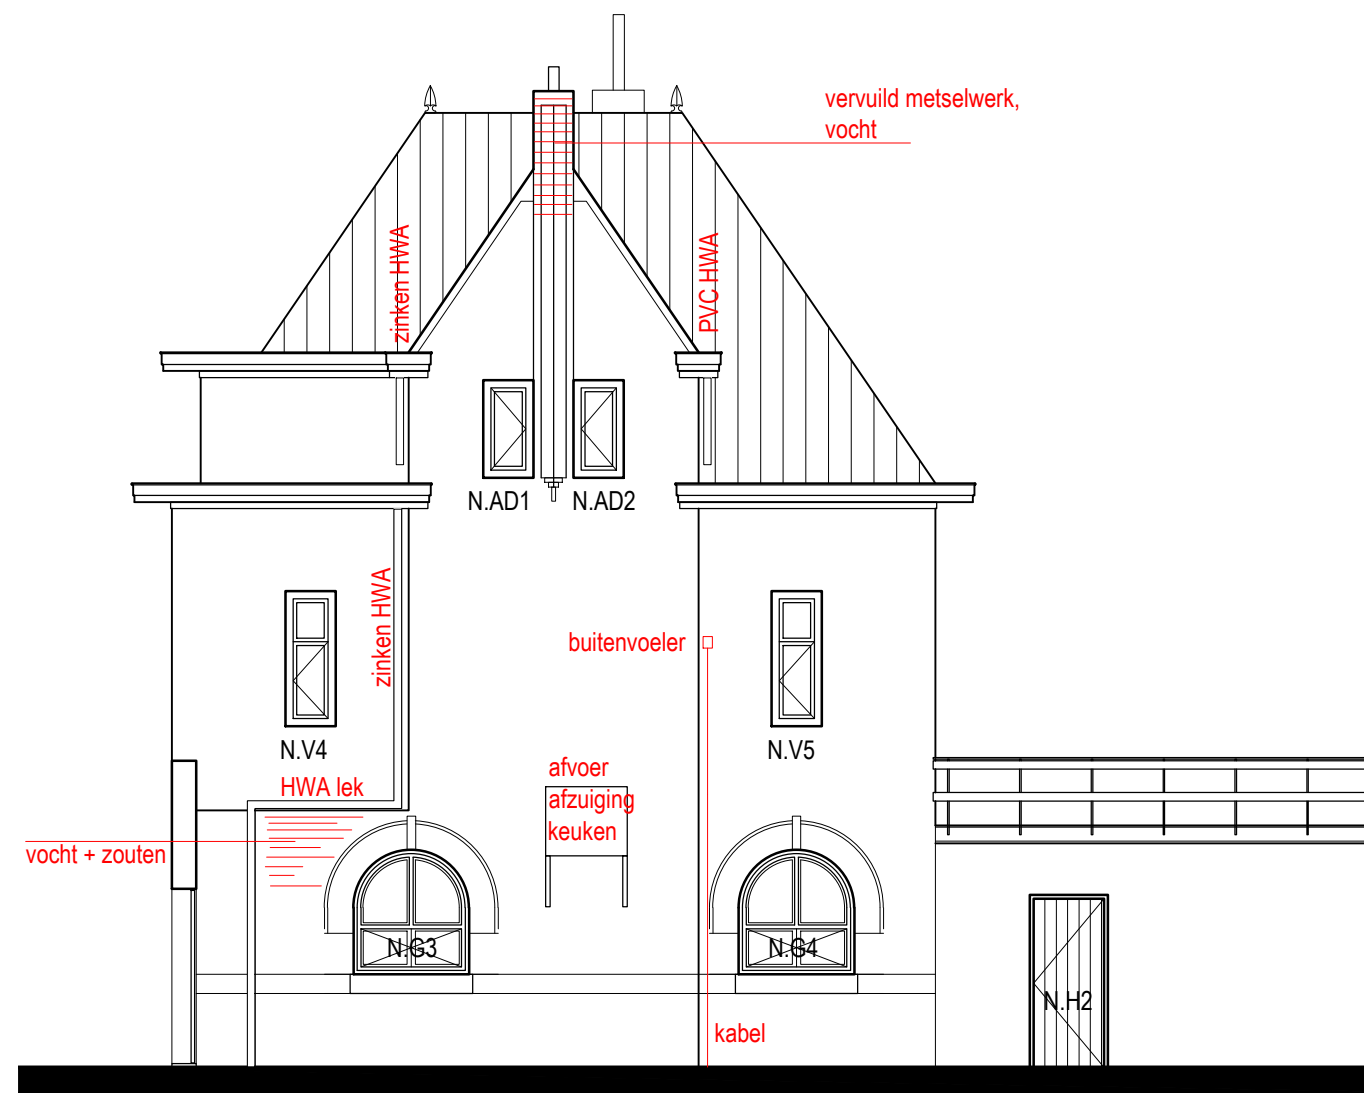 vervuild metselwerk,
vocht
zinken HWA
PVC HWA
N.AD1
N.AD2
zinken HWA
buitenvoeler
N.V4
N.V5
HWA lek
afvoer
afzuiging
keuken
vocht + zouten
N.G3
N.G4
N.H2
kabel